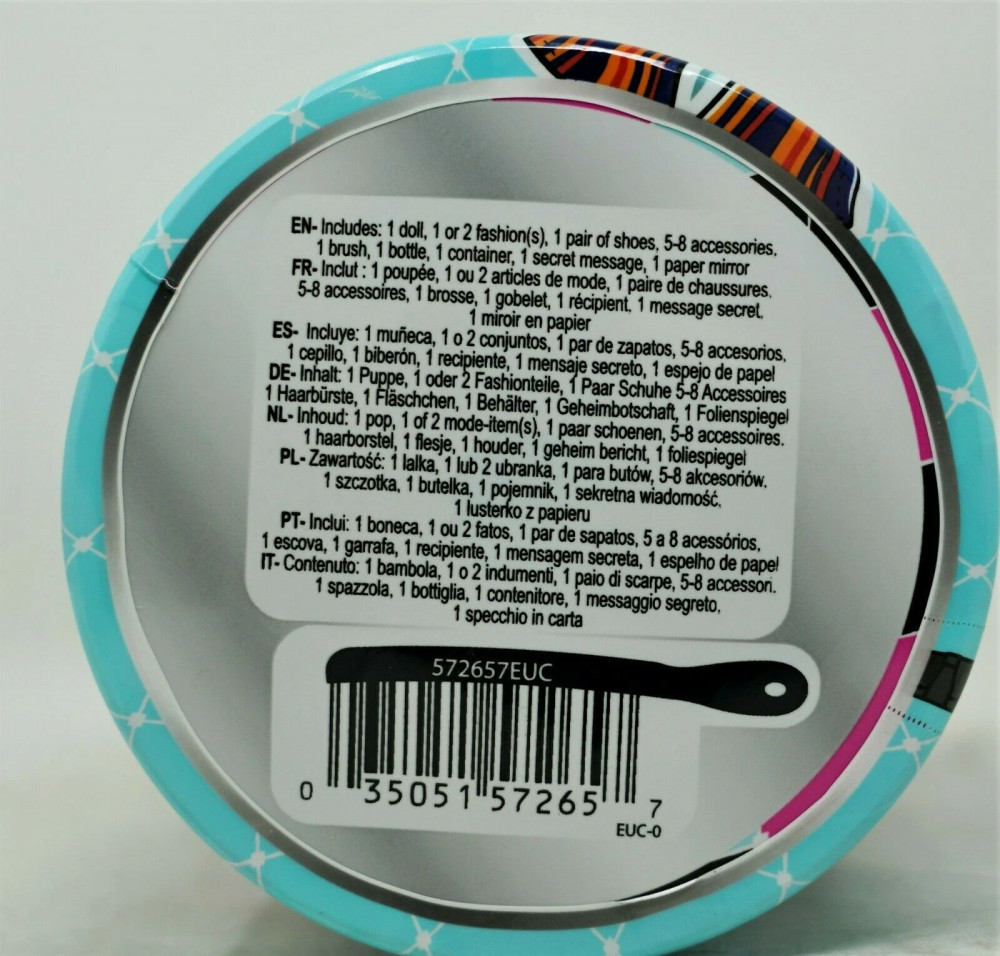 EN- Includes: 1 doll, 1 or 2 fashion(s), 1 pair of shoes, 5-8 accessories,
1 brush, 1 bottle, 1 container, 1 secret message, 1 paper mirror
FR- Inclut : 1 poupée, 1 ou 2 articles de mode, 1 paire de chaussures.
5-8 accessoires, 1 brosse, 1 gobelet, 1 récipient. 1 message secret.
1 miroir en papier
ES- Incluye: 1 muñeca, 1 o 2 conjuntos, 1 par de zapatos, 5-8 accesorios,
1 cepillo, 1 biberón, 1 recipiente, 1 mensaje secreto, 1 espejo de papel
DE- Inhalt: 1 Puppe, 1 oder 2 Fashionteile, 1 Paar Schuhe 5-8 Accessoires
1 Haarbürste, 1 Fläschchen, 1 Behälter, 1 Geheimbotschaft, 1 Folienspiegel
NL- Inhoud: 1 pop, 1 of 2 mode-item(s), 1 paar schoenen, 5-8 accessoires.
1 haarborstel, 1 flesje, 1 houder, 1 geheim bericht, 1 foliespiegel
PL- Zawartość: 1 lalka, 1 lub 2 ubranka, 1 para butów, 5-8 akcesoriów,
1 szczotka, 1 butelka, 1 pojemnik, 1 sekretna wiadomość,
1 lusterko z papieru
PT- Inclui: 1 boneca, 1 ou 2 fatos, 1 par de sapatos, 5 a 8 acessórios,
1 escova, 1 garrafa, 1 recipiente, 1 mensagem secreta, 1 espelho de papel
IT- Contenuto: 1 bambola, 1 o 2 indumenti, 1 paio di scarpe, 5-8 accessori.
1 spazzola, 1 bottiglia, 1 contenitore, 1 messaggio segreto,
1 specchio in carta
572657EUC
0 35051 57265 7
EUC-0